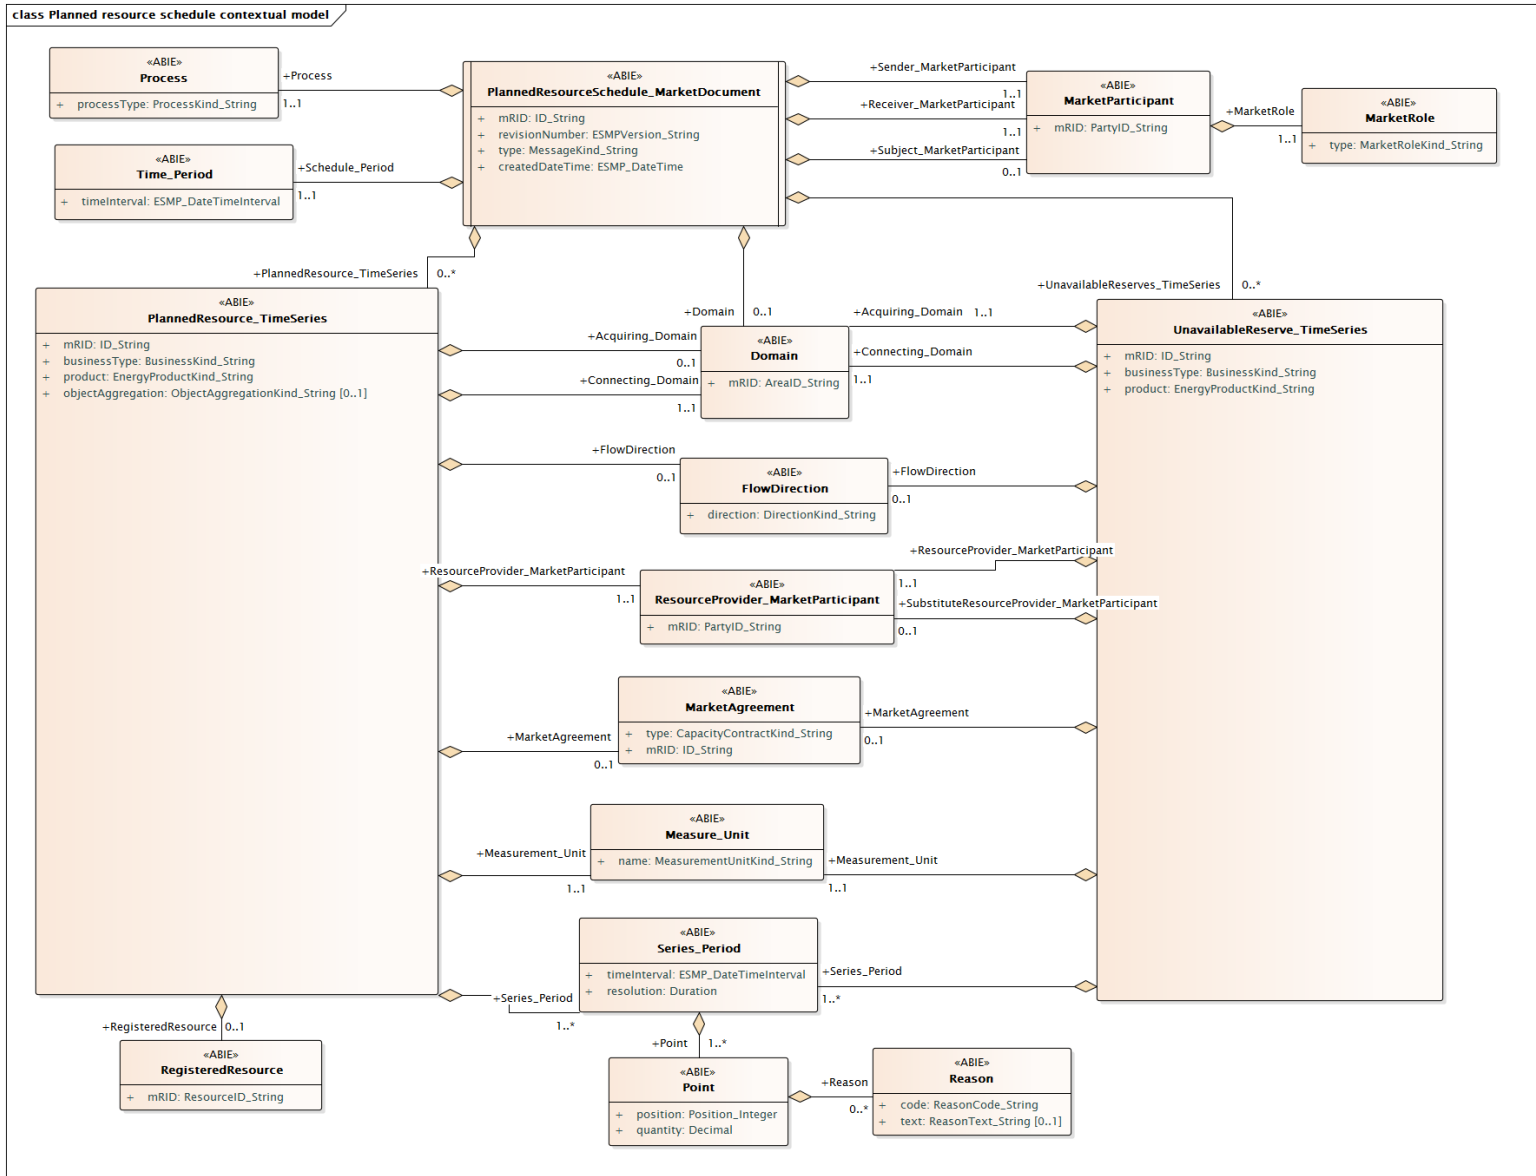 class Planned resource schedule contextual model
«ABIE»
Process
+ processType: ProcessKind_String
+Process
1..1
«ABIE»
Time_Period
+ timeInterval: ESMP_DateTimeInterval
+Schedule_Period
1..1
«ABIE»
PlannedResourceSchedule_MarketDocument
+ mRID: ID_String
+ revisionNumber: ESMPVersion_String
+ type: MessageKind_String
+ createdDateTime: ESMP_DateTime
+Sender_MarketParticipant
1..1
+Receiver_MarketParticipant
1..1
+Subject_MarketParticipant
0..1
«ABIE»
MarketParticipant
+ mRID: PartyID_String
+MarketRole
1..1
«ABIE»
MarketRole
+ type: MarketRoleKind_String
+PlannedResource_TimeSeries 0..*
+Domain 0..1
+UnavailableReserves_TimeSeries 0..*
«ABIE»
PlannedResource_TimeSeries
+ mRID: ID_String
+ businessType: BusinessKind_String
+ product: EnergyProductKind_String
+ objectAggregation: ObjectAggregationKind_String [0..1]
+Acquiring_Domain
0..1
+Connecting_Domain
1..1
«ABIE»
Domain
+ mRID: AreaID_String
+Acquiring_Domain 1..1
+Connecting_Domain
1..1
«ABIE»
UnavailableReserve_TimeSeries
+ mRID: ID_String
+ businessType: BusinessKind_String
+ product: EnergyProductKind_String
+FlowDirection
0..1
«ABIE»
FlowDirection
+ direction: DirectionKind_String
+FlowDirection
0..1
+ResourceProvider_MarketParticipant
1..1
«ABIE»
ResourceProvider_MarketParticipant
+ mRID: PartyID_String
+ResourceProvider_MarketParticipant
1..1
+SubstituteResourceProvider_MarketParticipant
0..1
+MarketAgreement
0..1
«ABIE»
MarketAgreement
+ type: CapacityContractKind_String
+ mRID: ID_String
+MarketAgreement
0..1
+Measurement_Unit
1..1
«ABIE»
Measure_Unit
+ name: MeasurementUnitKind_String
+Measurement_Unit
1..1
+Series_Period
1..*
«ABIE»
Series_Period
+ timeInterval: ESMP_DateTimeInterval
+ resolution: Duration
+Series_Period
1..*
+RegisteredResource 0..1
«ABIE»
RegisteredResource
+ mRID: ResourceID_String
+Point 1..*
«ABIE»
Point
+ position: Position_Integer
+ quantity: Decimal
+Reason
0..*
«ABIE»
Reason
+ code: ReasonCode_String
+ text: ReasonText_String [0..1]